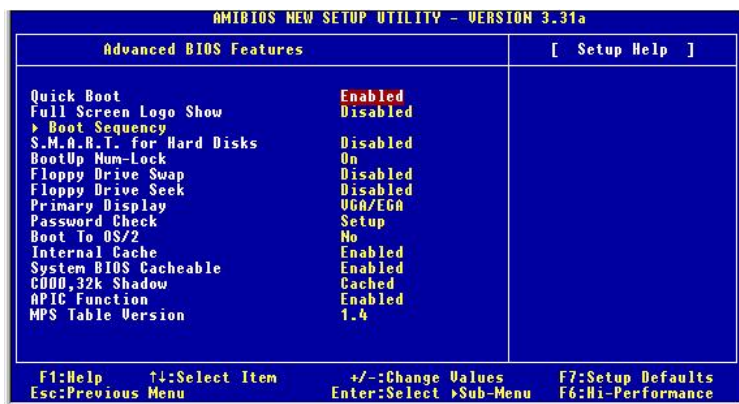 AMIBIOS NEW SETUP UTILITY - VERSION 3.31a
Advanced BIOS Features [ Setup Help ]
Quick Boot Enabled
Full Screen Logo Show Disabled
▶ Boot Sequency
S.M.A.R.T. for Hard Disks Disabled
BootUp Num-Lock On
Floppy Drive Swap Disabled
Floppy Drive Seek Disabled
Primary Display VGA/EGA
Password Check Setup
Boot To OS/2 No
Internal Cache Enabled
System BIOS Cacheable Enabled
C000,32k Shadow Cached
APIC Function Enabled
MPS Table Version 1.4
F1:Help ↑↓:Select Item +/-:Change Values F7:Setup Defaults
Esc:Previous Menu Enter:Select ▶Sub-Menu F6:Hi-Performance